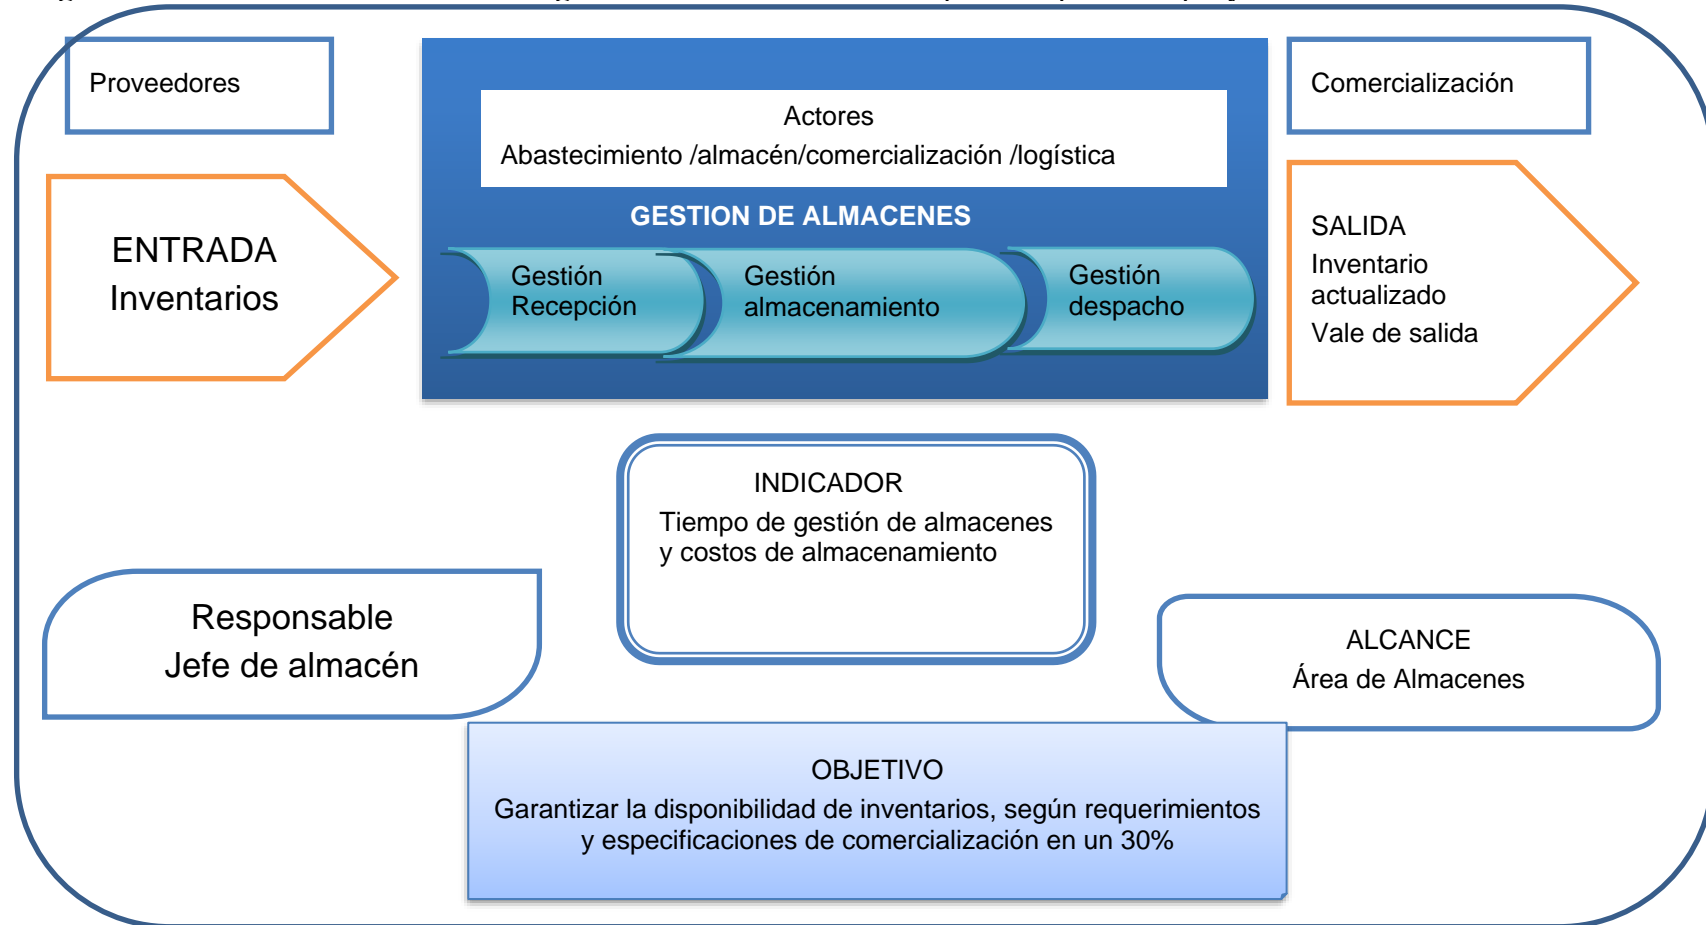 Proveedores
Actores
Abastecimiento /almacén/comercialización /logística
Comercialización
ENTRADA
Inventarios
GESTION DE ALMACENES
Gestión
Recepción
Gestión
almacenamiento
Gestión
despacho
SALIDA
Inventario
actualizado
Vale de salida
INDICADOR
Tiempo de gestión de almacenes
y costos de almacenamiento
Responsable
Jefe de almacén
ALCANCE
Área de Almacenes
OBJETIVO
Garantizar la disponibilidad de inventarios, según requerimientos
y especificaciones de comercialización en un 30%